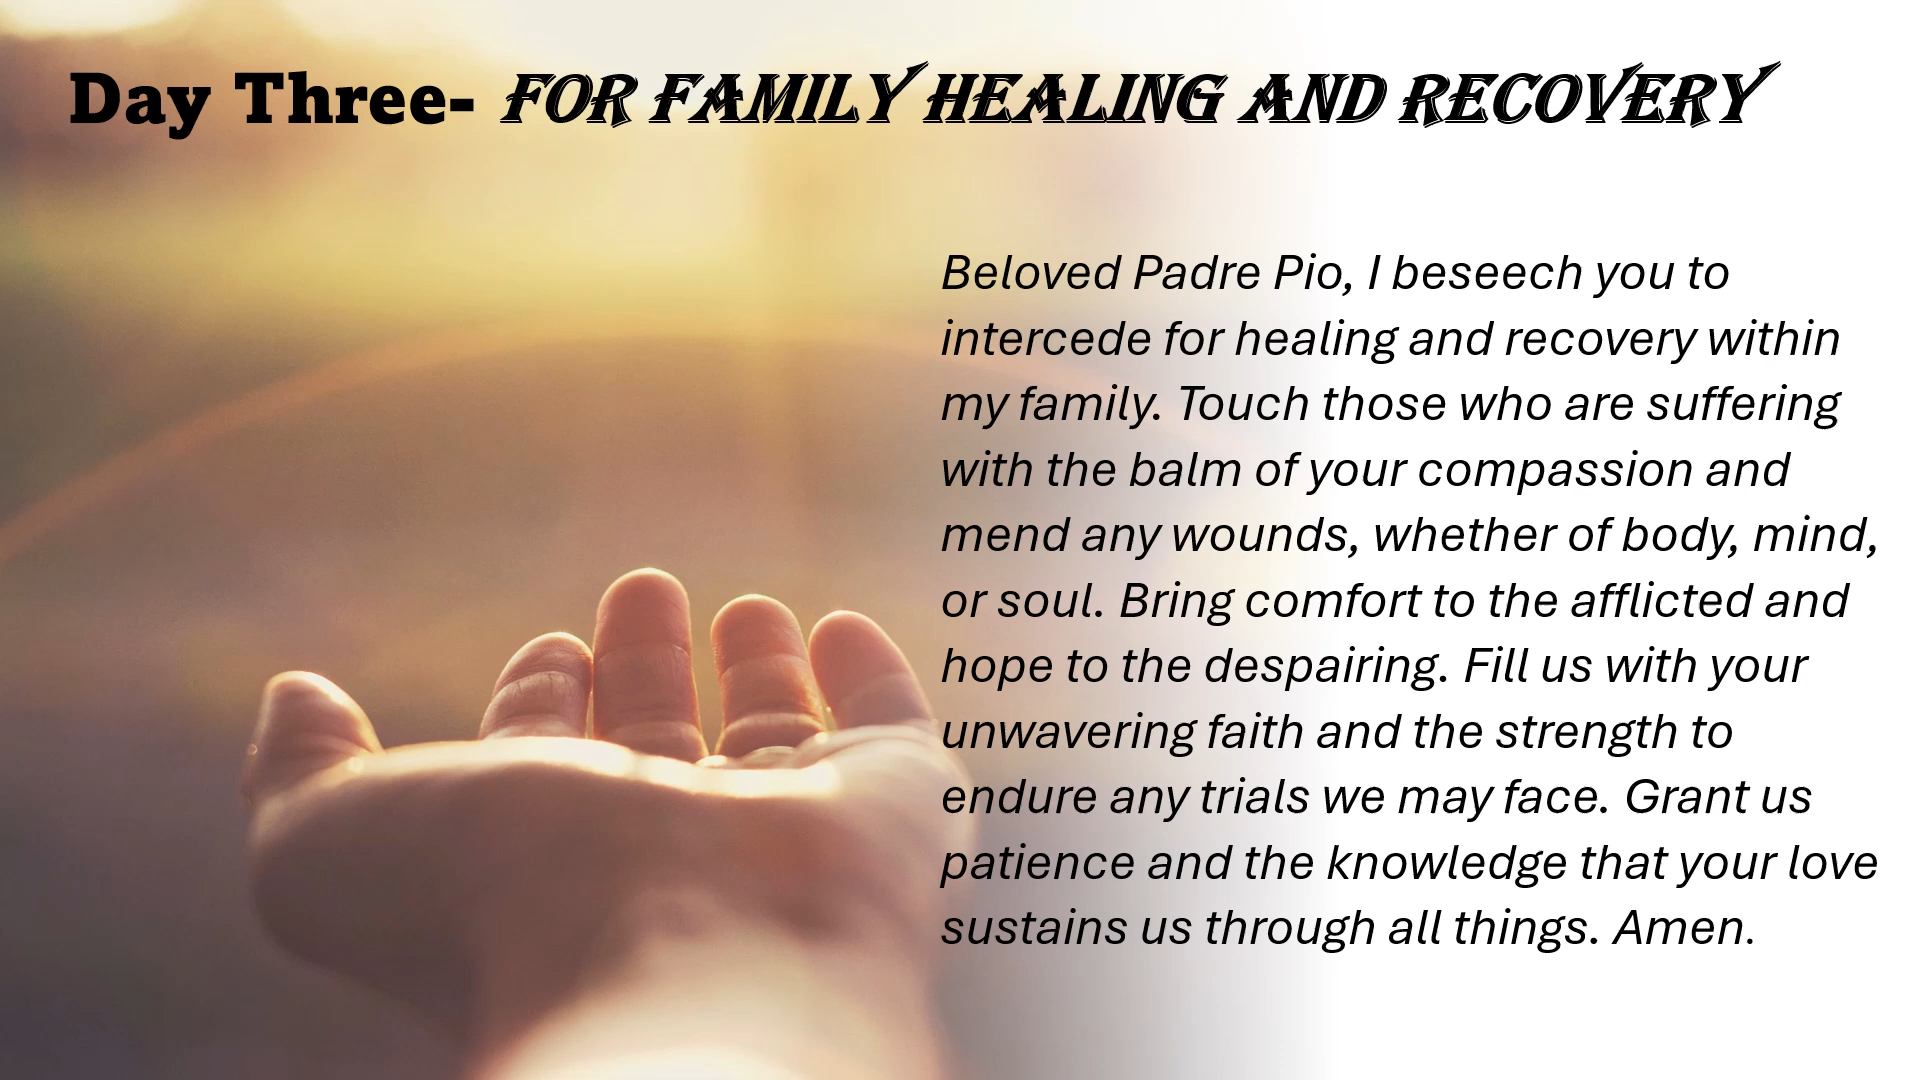 Day Three- FOR FAMILY HEALING AND RECOVERY
Beloved Padre Pio, I beseech you to
intercede for healing and recovery within
my family. Touch those who are suffering
with the balm of your compassion and
mend any wounds, whether of body, mind,
or soul. Bring comfort to the afflicted and
hope to the despairing. Fill us with your
unwavering faith and the strength to
endure any trials we may face. Grant us
patience and the knowledge that your love
sustains us through all things. Amen.